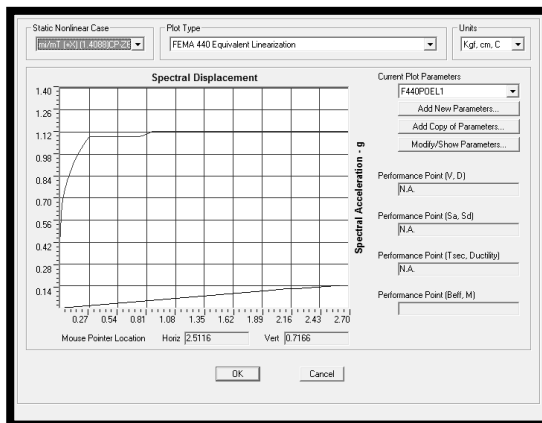 Static Nonlinear Case
Plot Type
Units
FEMA 440 Equivalent Linearization
Kgf, cm, C
Spectral Displacement
Current Plot Parameters
F440POEL1
Add New Parameters...
Add Copy of Parameters...
Modify/Show Parameters...
1.40
1.26
1.12
0.98
0.84
0.70
0.56
0.42
0.28
0.14
Spectral Acceleration - g
Performance Point (V, D)
N.A.
Performance Point (Sa, Sd)
N.A.
Performance Point (Tsec, Ductility)
N.A.
Performance Point (Beff, M)
0.27 0.54 0.81 1.08 1.35 1.62 1.89 2.16 2.43 2.70
Mouse Pointer Location Horiz 2.5116 Vert 0.7166
OK
Cancel